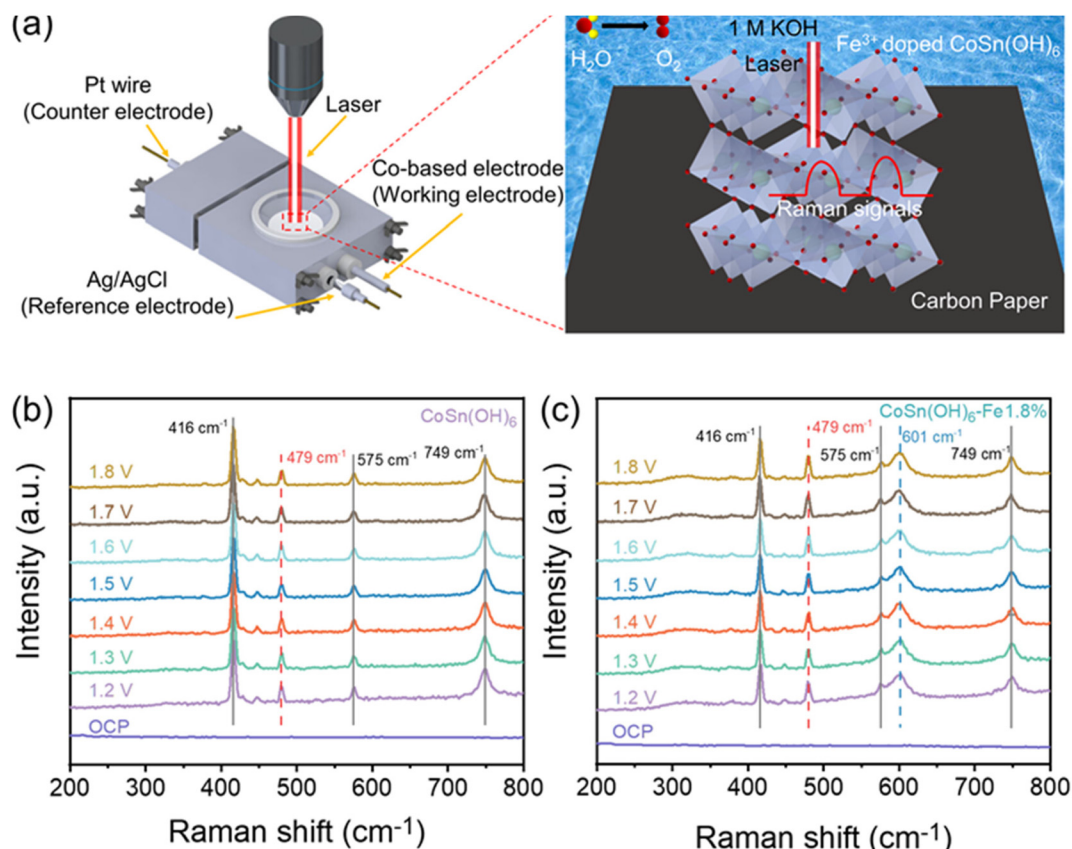 (a)
Pt wire
(Counter electrode)
Laser
Co-based electrode
(Working electrode)
Ag/AgCl
(Reference electrode)
H₂O
O₂
1 M KOH
Laser
Fe³⁺ doped CoSn(OH)₆
Raman signals
Carbon Paper
(b)
CoSn(OH)₆
416 cm⁻¹
479 cm⁻¹
575 cm⁻¹
749 cm⁻¹
1.8 V
1.7 V
1.6 V
1.5 V
1.4 V
1.3 V
1.2 V
OCP
Intensity (a.u.)
200 300 400 500 600 700 800
Raman shift (cm⁻¹)
(c)
CoSn(OH)₆-Fe1.8%
416 cm⁻¹
479 cm⁻¹
575 cm⁻¹
601 cm⁻¹
749 cm⁻¹
1.8 V
1.7 V
1.6 V
1.5 V
1.4 V
1.3 V
1.2 V
OCP
Intensity (a.u.)
200 300 400 500 600 700 800
Raman shift (cm⁻¹)